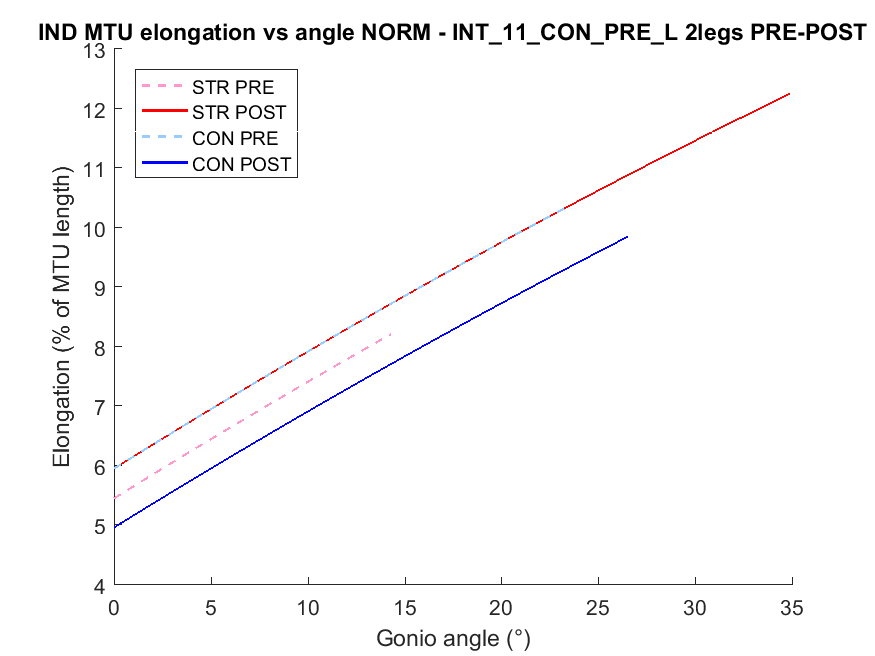 IND MTU elongation vs angle NORM - INT_11_CON_PRE_L 2legs PRE-POST
13
12
11
10
9
8
7
6
5
4
Elongation (% of MTU length)
STR PRE
STR POST
CON PRE
CON POST
0 5 10 15 20 25 30 35
Gonio angle (°)